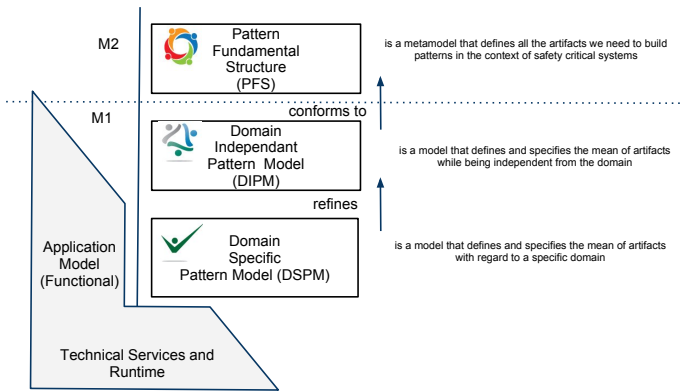 M2
Pattern
Fundamental
Structure
(PFS)
is a metamodel that defines all the artifacts we need to build
patterns in the context of safety critical systems
conforms to
M1
Domain
Independant
Pattern Model
(DIPM)
is a model that defines and specifies the mean of artifacts
while being independent from the domain
refines
Domain
Specific
Pattern Model (DSPM)
is a model that defines and specifies the mean of artifacts
with regard to a specific domain
Application
Model
(Functional)
Technical Services and
Runtime